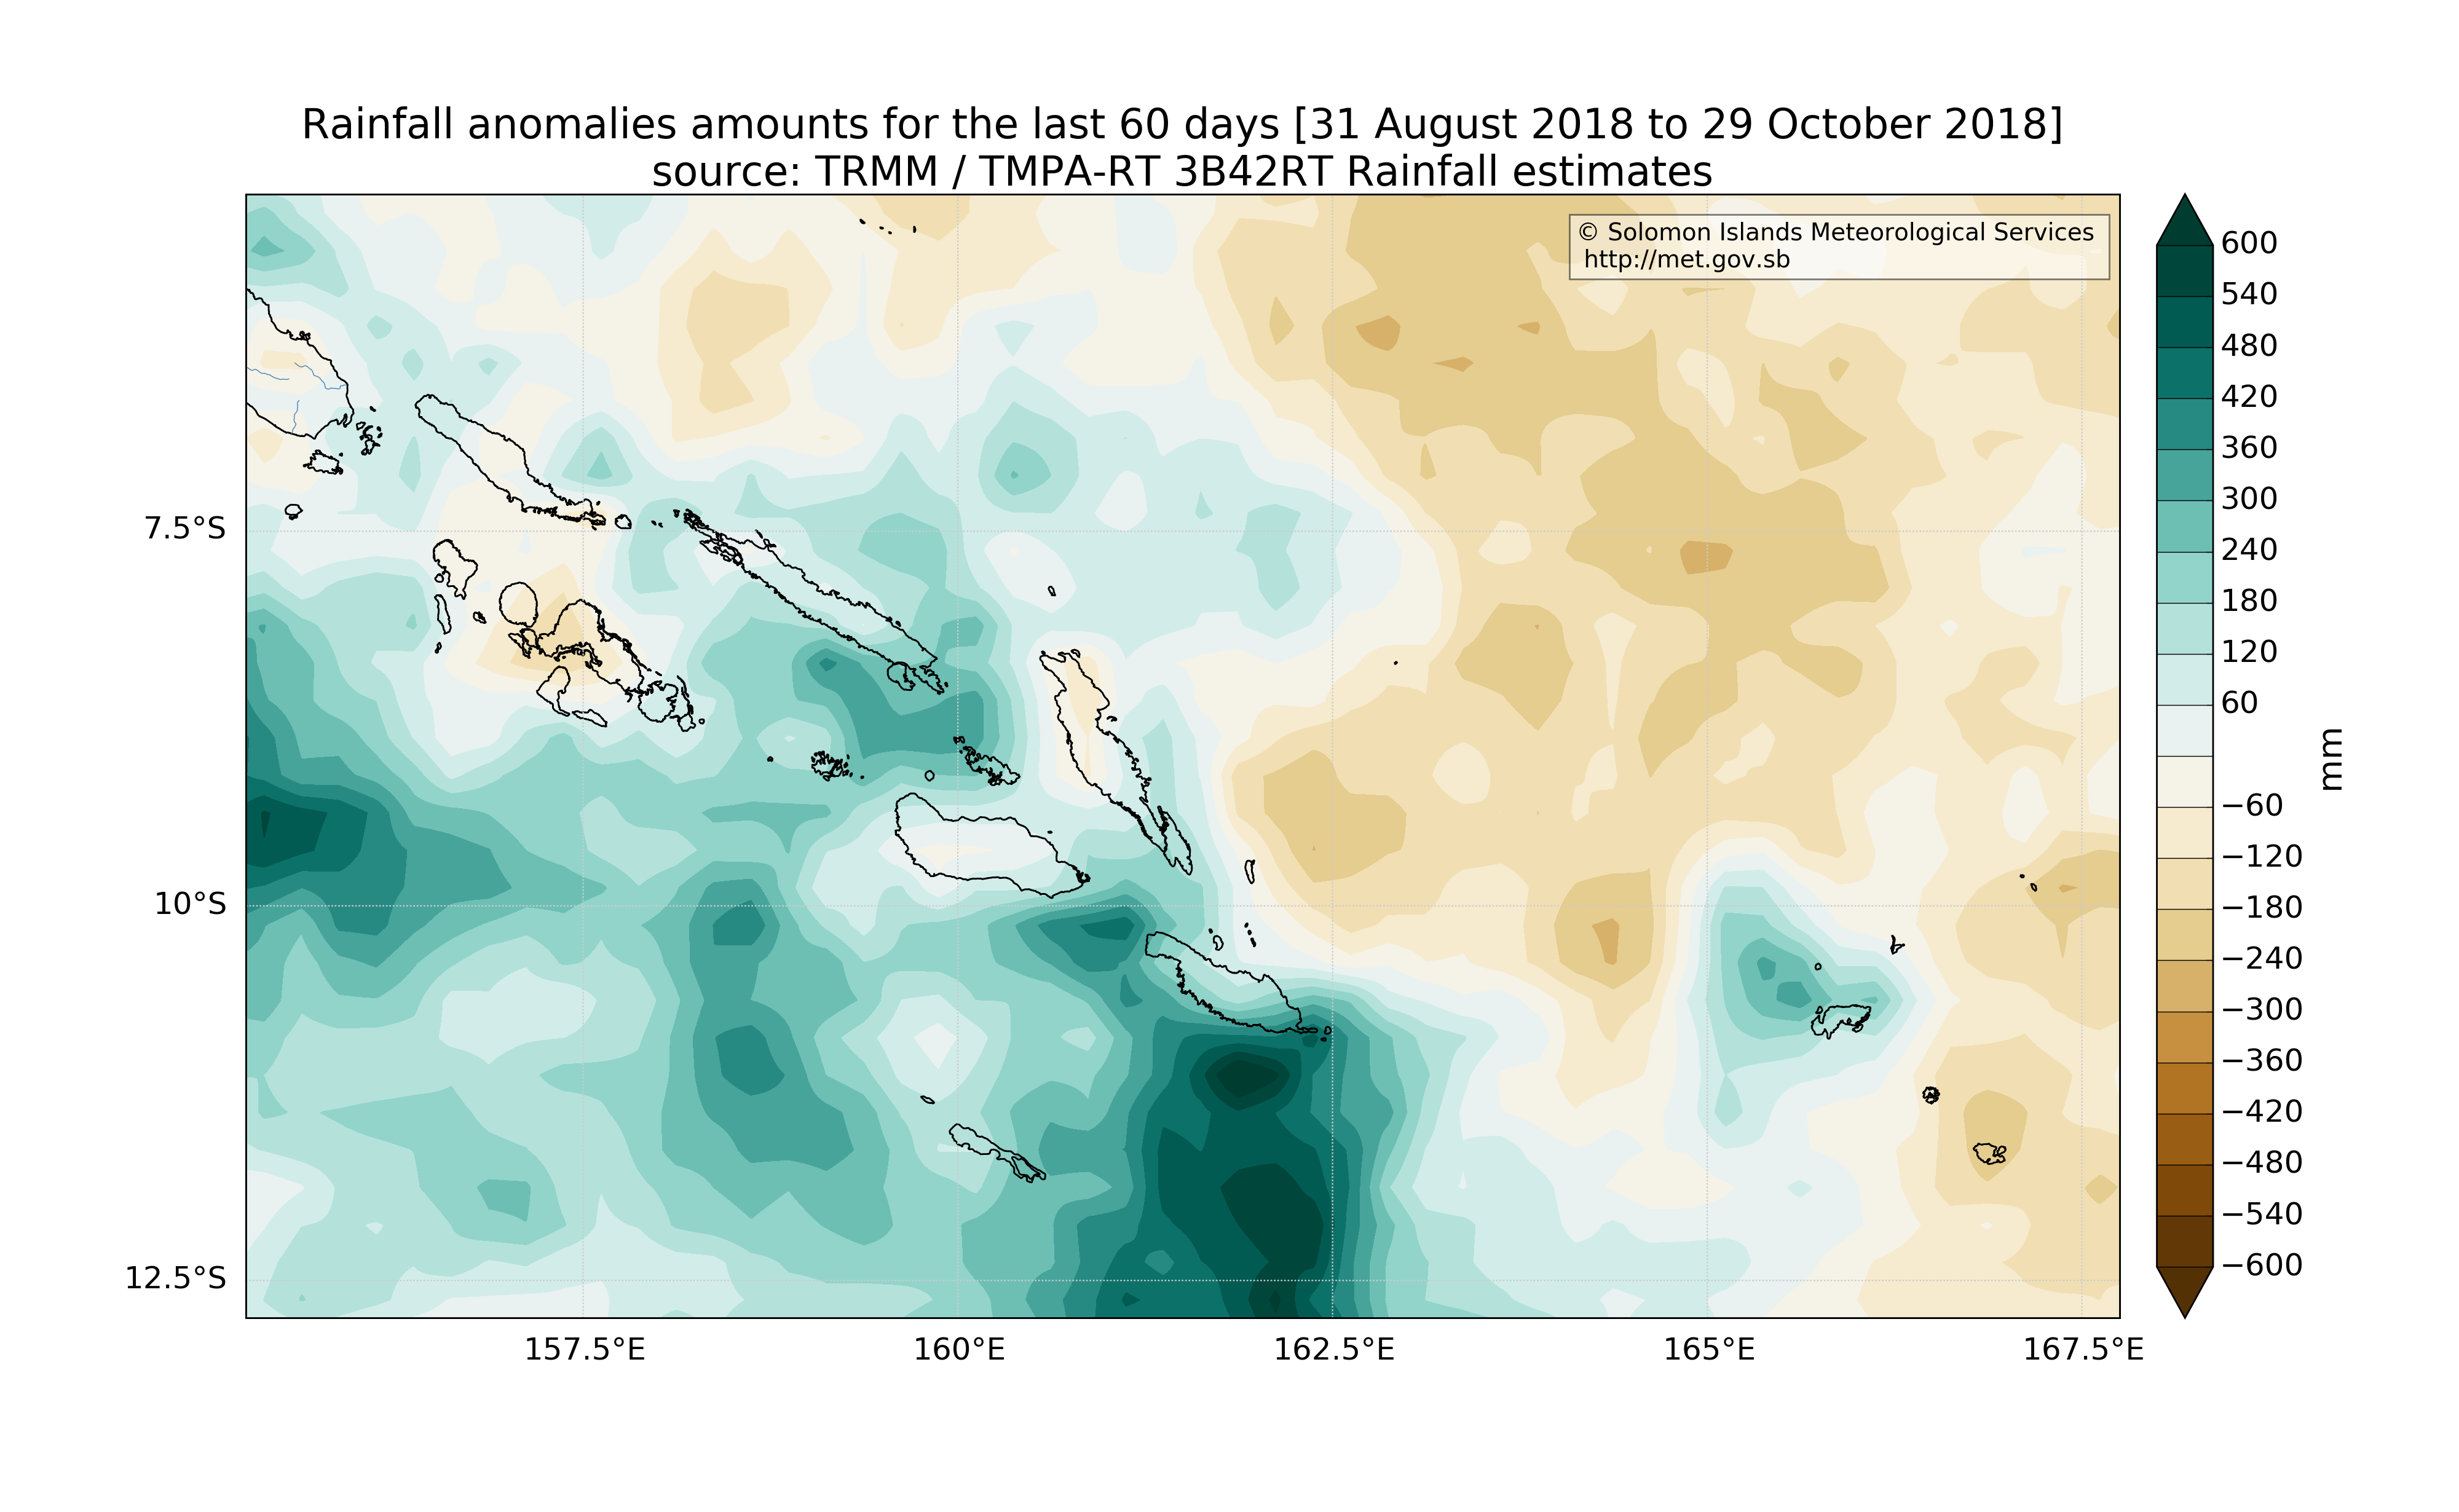 Rainfall anomalies amounts for the last 60 days [31 August 2018 to 29 October 2018]
source: TRMM / TMPA-RT 3B42RT Rainfall estimates
© Solomon Islands Meteorological Services
http://met.gov.sb
7.5°S
10°S
12.5°S
157.5°E
160°E
162.5°E
165°E
167.5°E
600
540
480
420
360
300
240
180
120
60
−60
−120
−180
−240
−300
−360
−420
−480
−540
−600
mm